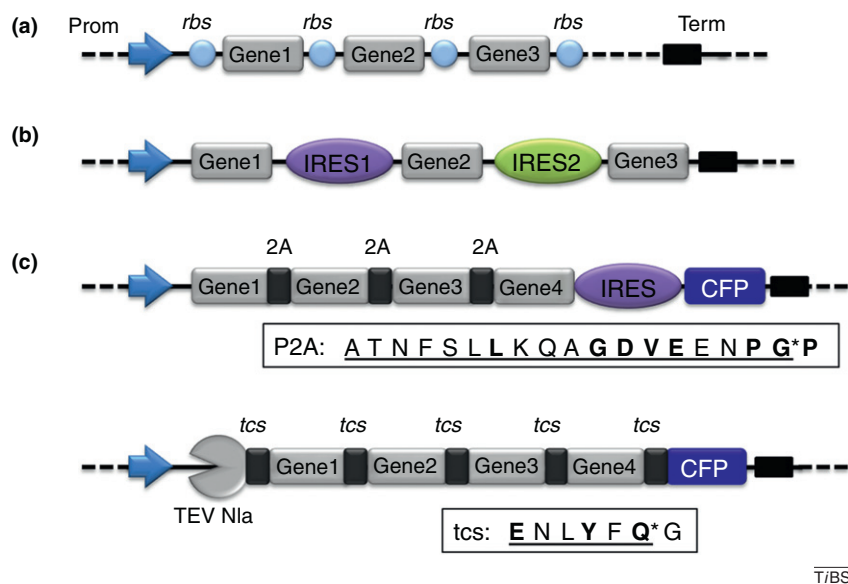 (a) Prom rbs rbs rbs rbs Term
Gene1 Gene2 Gene3
(b) Gene1 IRES1 Gene2 IRES2 Gene3
2A 2A 2A
(c) Gene1 Gene2 Gene3 Gene4 IRES CFP
P2A: A T N F S L L K Q A G D V E E N P G*P
tcs tcs tcs tcs tcs
Gene1 Gene2 Gene3 Gene4 CFP
TEV Nla
tcs: E N L Y F Q* G
TiBS